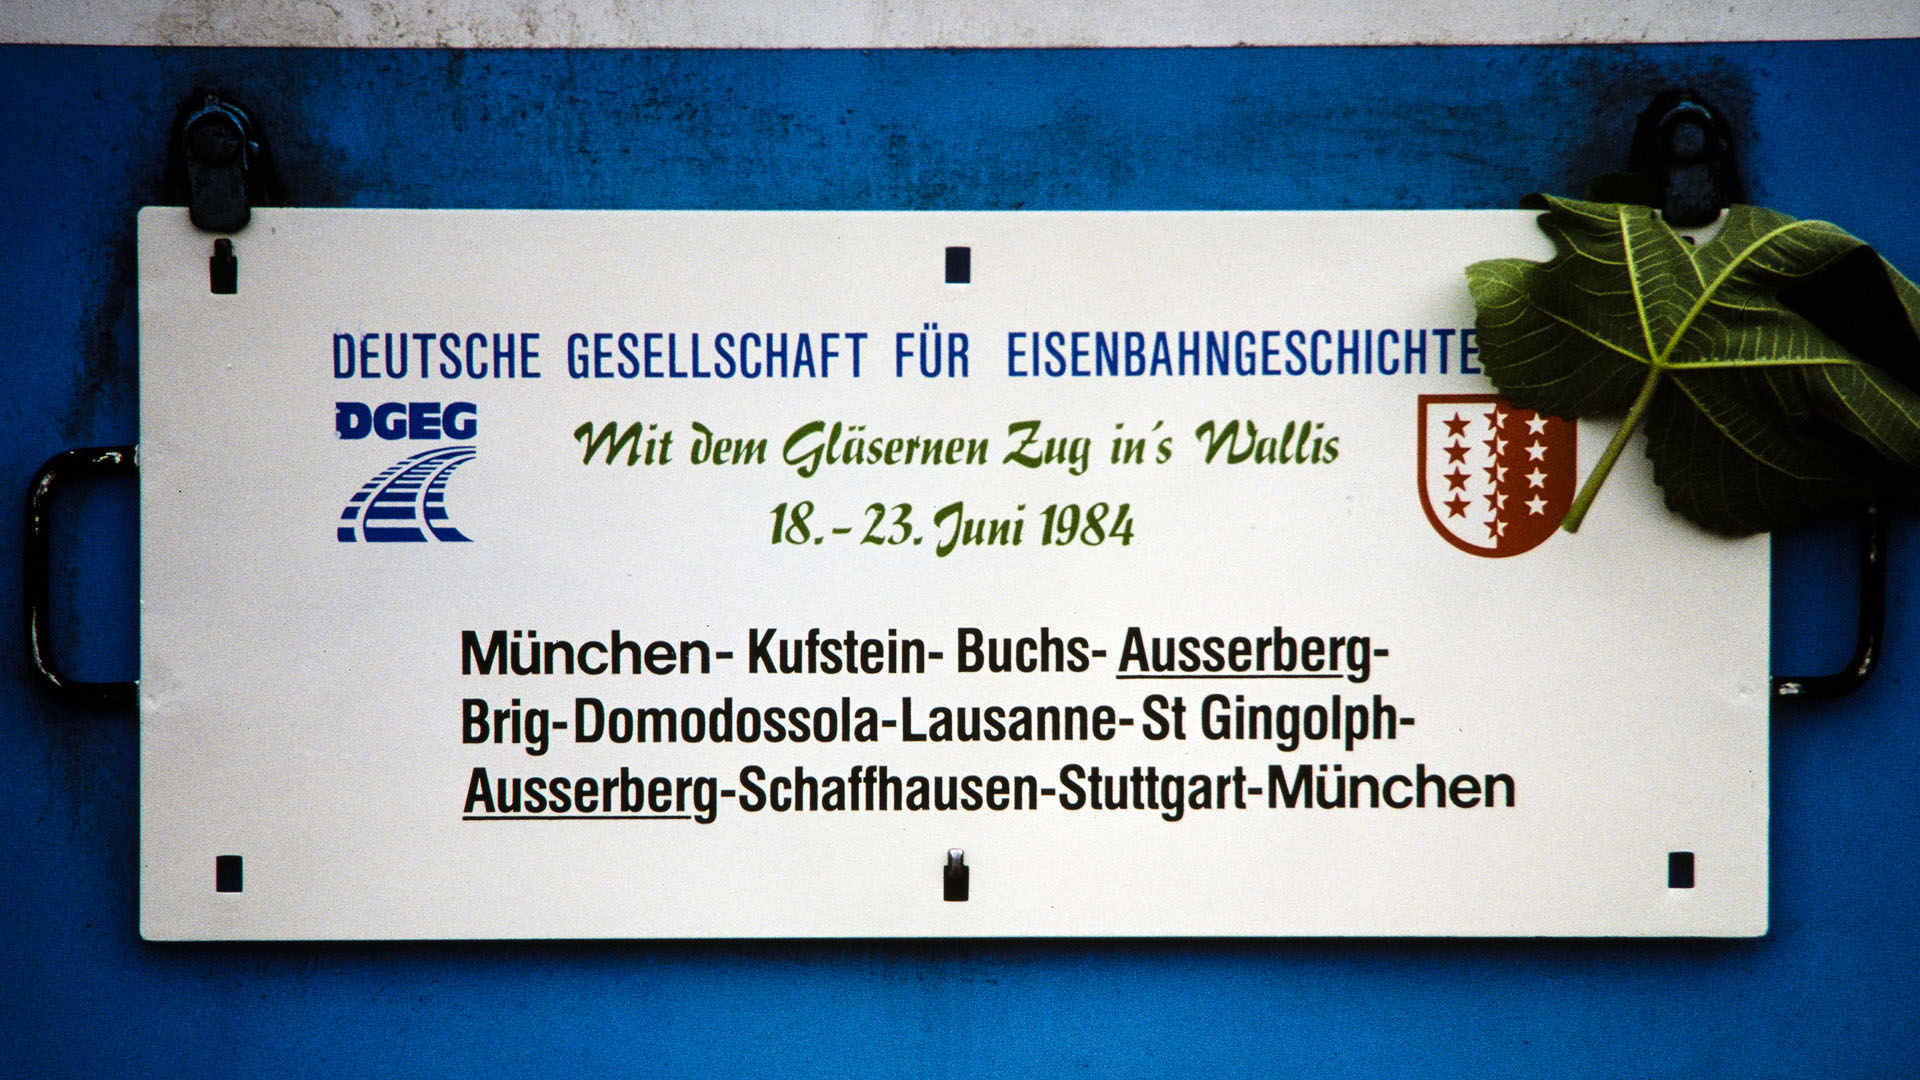 DEUTSCHE GESELLSCHAFT FÜR EISENBAHNGESCHICHTE
DGEG
Mit dem Gläsernen Zug in´s Wallis
18.-23. Juni 1984
München- Kufstein- Buchs- Ausserberg-
Brig-Domodossola-Lausanne-St Gingolph-
Ausserberg-Schaffhausen-Stuttgart-München